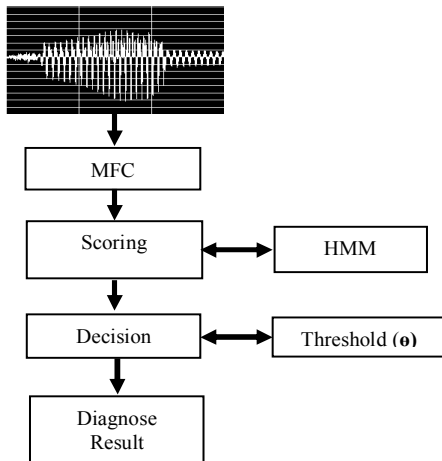 MFC
Scoring
HMM
Decision
Threshold (θ)
Diagnose
Result